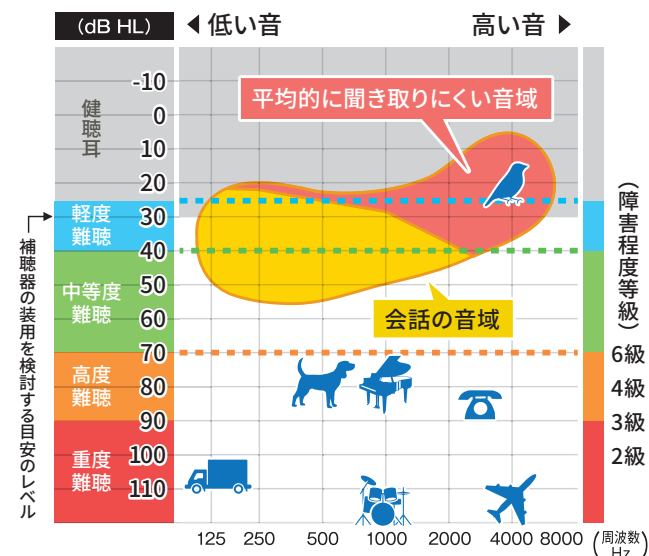 (dB HL)
◀ 低い音
高い音 ▶
平均的に聞き取りにくい音域
会話の音域
-10
0
10
20
30
40
50
60
70
80
90
100
110
健聴耳
軽度
難聴
中等度
難聴
高度
難聴
重度
難聴
補聴器の装用を検討する目安のレベル
(障害程度等級)
6級
4級
3級
2級
125 250 500 1000 2000 4000 8000
(周波数
Hz)